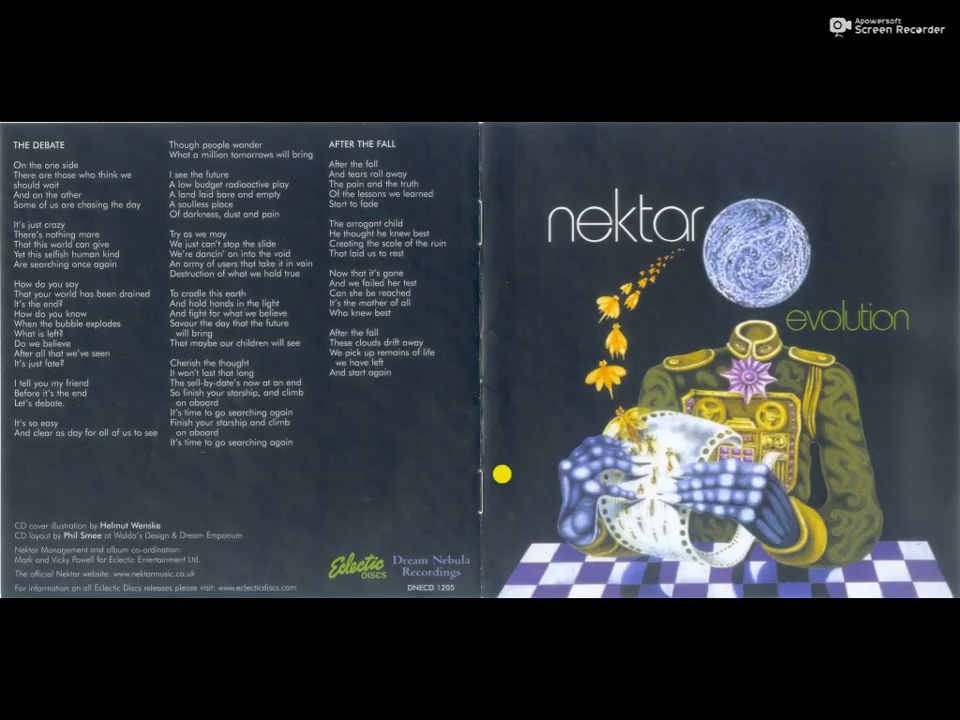 Apowersoft
Screen Recorder
THE DEBATE
On the one side
There are those who think we
should wait
And on the other
Some of us are chasing the day
It's just crazy
There's nothing more
That this world can give
Yet this selfish human kind
Are searching once again
How do you say
That your world has been drained
It's the end?
How do you know
When the bubble explodes
What is left?
Do we believe
After all that we've seen
It's just fate?
I tell you my friend
Before it's the end
Let's debate.
It's so easy
And clear as day for all of us to see
Though people wonder
What a million tomorrows will bring
I see the future
A low budget radioactive play
A land laid bare and empty
A soulless place
Of darkness, dust and pain
Try as we may
We just can't stop the slide
We're dancin' on into the void
An army of users that take it in vain
Destruction of what we hold true
To cradle this earth
And hold hands in the light
And fight for what we believe
Savour the day that the future
will bring
That maybe our children will see
Cherish the thought
It won't last that long
The sell-by-date's now at an end
So finish your starship, and climb
on aboard
It's time to go searching again
Finish your starship and climb
on aboard
It's time to go searching again
AFTER THE FALL
After the fall
And tears roll away
The pain and the truth
Of the lessons we learned
Start to fade
The arrogant child
He thought he knew best
Creating the scale of the ruin
That laid us to rest
Now that it's gone
And we failed her test
Can she be reached
It's the mother of all
Who knew best
After the fall
These clouds drift away
We pick up remains of life
we have left
And start again
CD cover illustration by Helmut Wenske
CD layout by Phil Smee at Waldo's Design & Dream Emporium
Nektar Management and album co-ordination:
Mark and Vicky Powell for Eclectic Entertainment Ltd.
The official Nektar website: www.nektarmusic.co.uk
For information on all Eclectic Discs releases please visit: www.eclecticdiscs.com
Eclectic
DISCS
Dream Nebula
Recordings
DNECD 1205
nektar
evolution